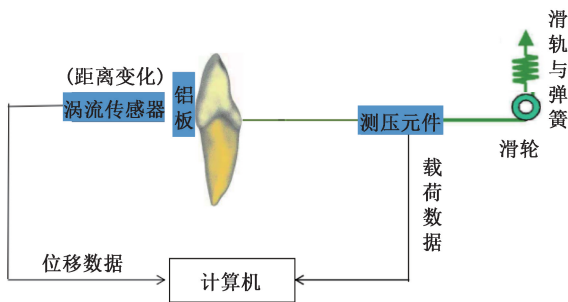 (距离变化)
涡流传感器
铝板
测压元件
滑轨与弹簧
滑轮
载荷数据
位移数据
计算机